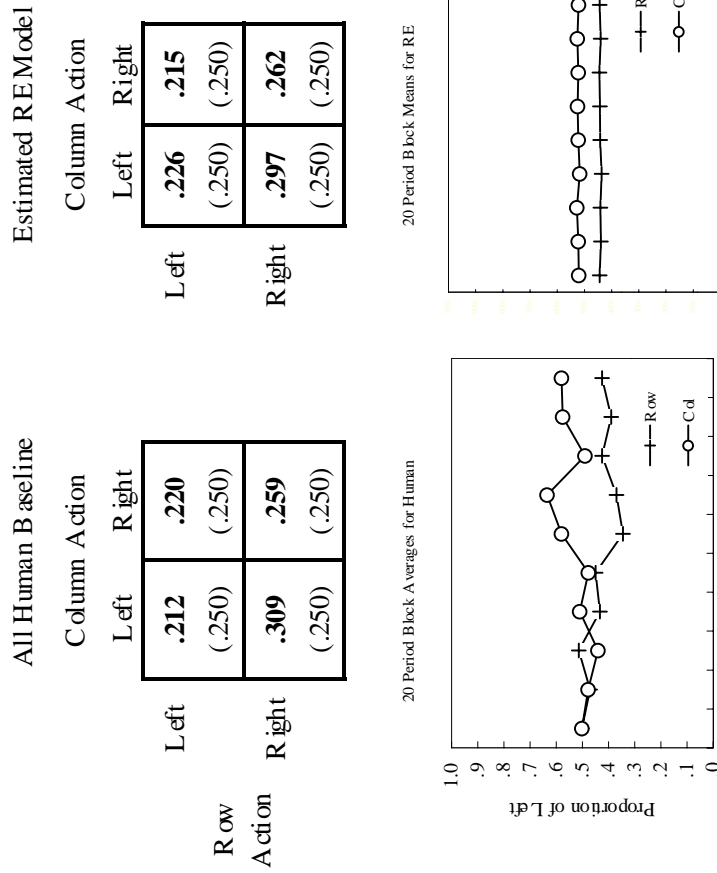 All Human Baseline
Column Action
Left Right
Row Action
Left .212 .220
(.250) (.250)
Right .309 .259
(.250) (.250)
Estimated RE Model
Column Action
Left Right
Left .226 .215
(.250) (.250)
Right .297 .262
(.250) (.250)
20 Period Block Averages for Human
Proportion of Left
1.0
.9
.8
.7
.6
.5
.4
.3
.2
.1
0
Row
Col
20 Period Block Means for RE
R
C